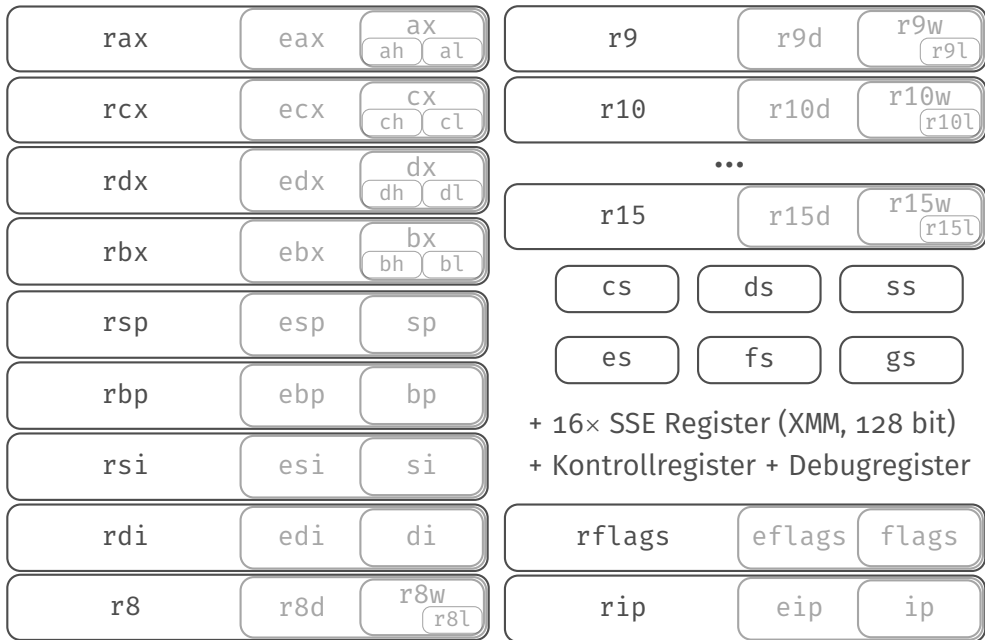 rax eax ax
ah al
rcx ecx cx
ch cl
rdx edx dx
dh dl
rbx ebx bx
bh bl
rsp esp sp
rbp ebp bp
rsi esi si
rdi edi di
r8 r8d r8w
r8l
r9 r9d r9w
r9l
r10 r10d r10w
r10l
...
r15 r15d r15w
r15l
cs ds ss
es fs gs
+ 16× SSE Register (XMM, 128 bit)
+ Kontrollregister + Debugregister
rflags eflags flags
rip eip ip